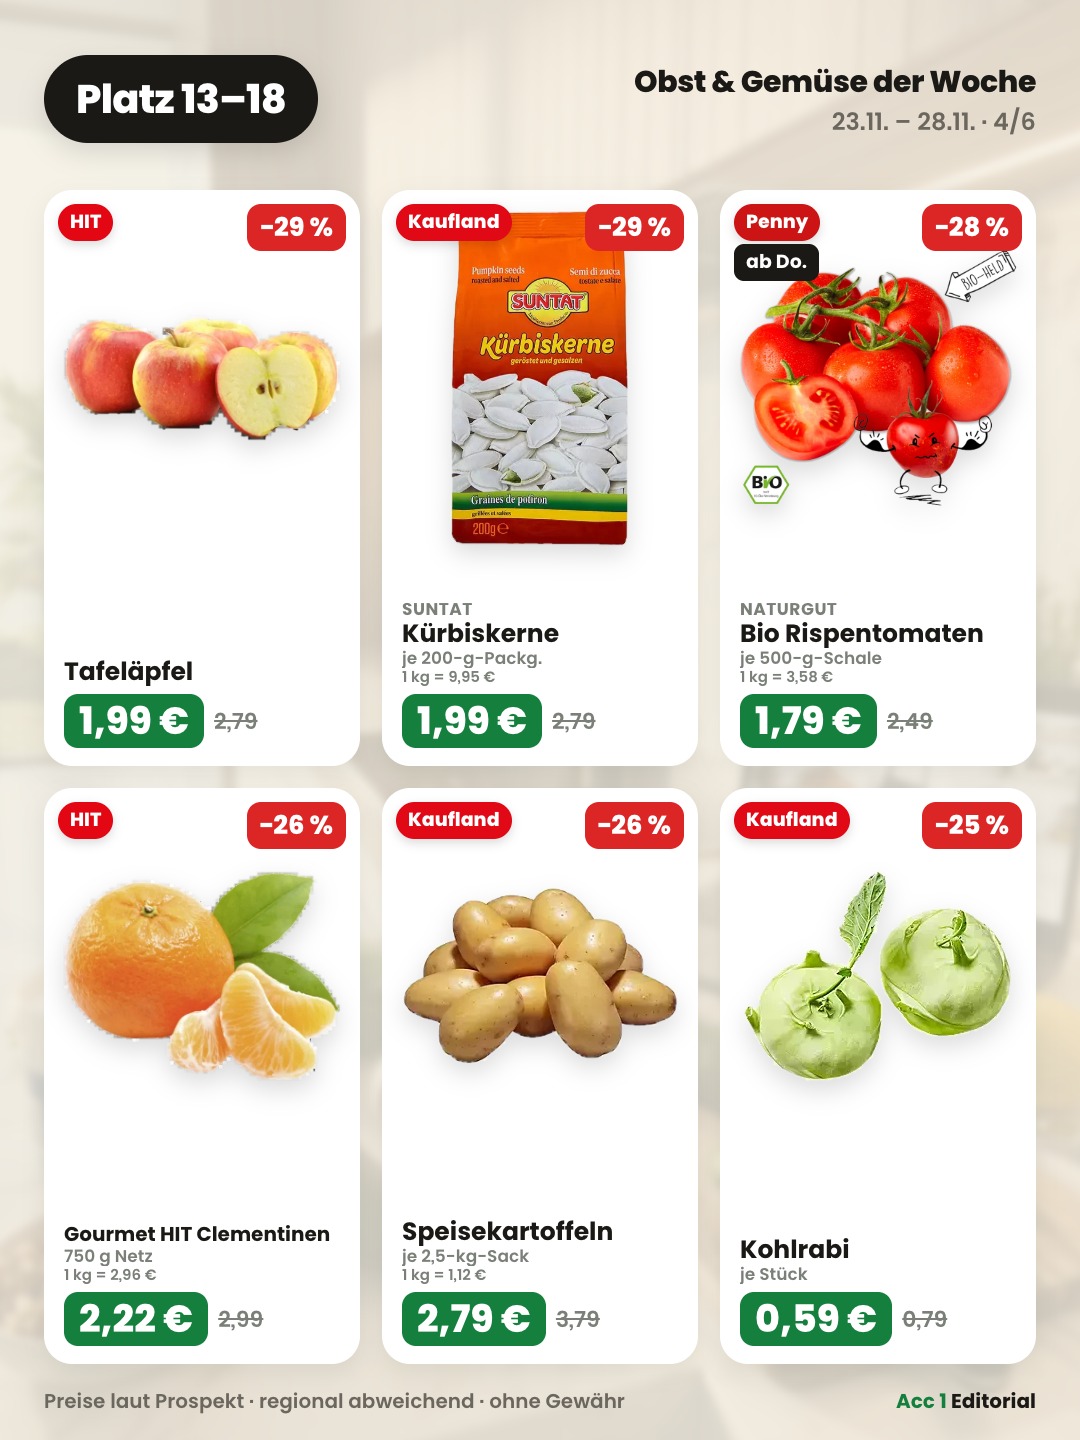 Platz 13–18
Obst & Gemüse der Woche
23.11. – 28.11. · 4/6
HIT
-29 %
Tafeläpfel
1,99 €
2,79
Kaufland
-29 %
Pumpkin seeds
roasted and salted
Semi di zucca
tostate e salate
SUNTAT
Kürbiskerne
geröstet und gesalzen
Graines de potiron
grillées et salées
200g e
SUNTAT
Kürbiskerne
je 200-g-Packg.
1 kg = 9,95 €
1,99 €
2,79
Penny
ab Do.
-28 %
BIO-HELD
BIO
NATURGUT
Bio Rispentomaten
je 500-g-Schale
1 kg = 3,58 €
1,79 €
2,49
HIT
-26 %
Gourmet HIT Clementinen
750 g Netz
1 kg = 2,96 €
2,22 €
2,99
Kaufland
-26 %
Speisekartoffeln
je 2,5-kg-Sack
1 kg = 1,12 €
2,79 €
3,79
Kaufland
-25 %
Kohlrabi
je Stück
0,59 €
0,79
Preise laut Prospekt · regional abweichend · ohne Gewähr
Acc 1 Editorial